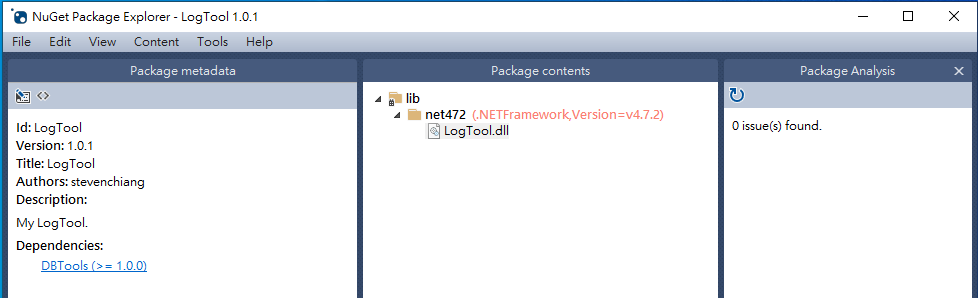 NuGet Package Explorer - LogTool 1.0.1
File Edit View Content Tools Help
Package metadata
Id: LogTool
Version: 1.0.1
Title: LogTool
Authors: stevenchiang
Description:
My LogTool.
Dependencies:
DBTools (>= 1.0.0)
Package contents
lib
net472 (.NETFramework,Version=v4.7.2)
LogTool.dll
Package Analysis
0 issue(s) found.